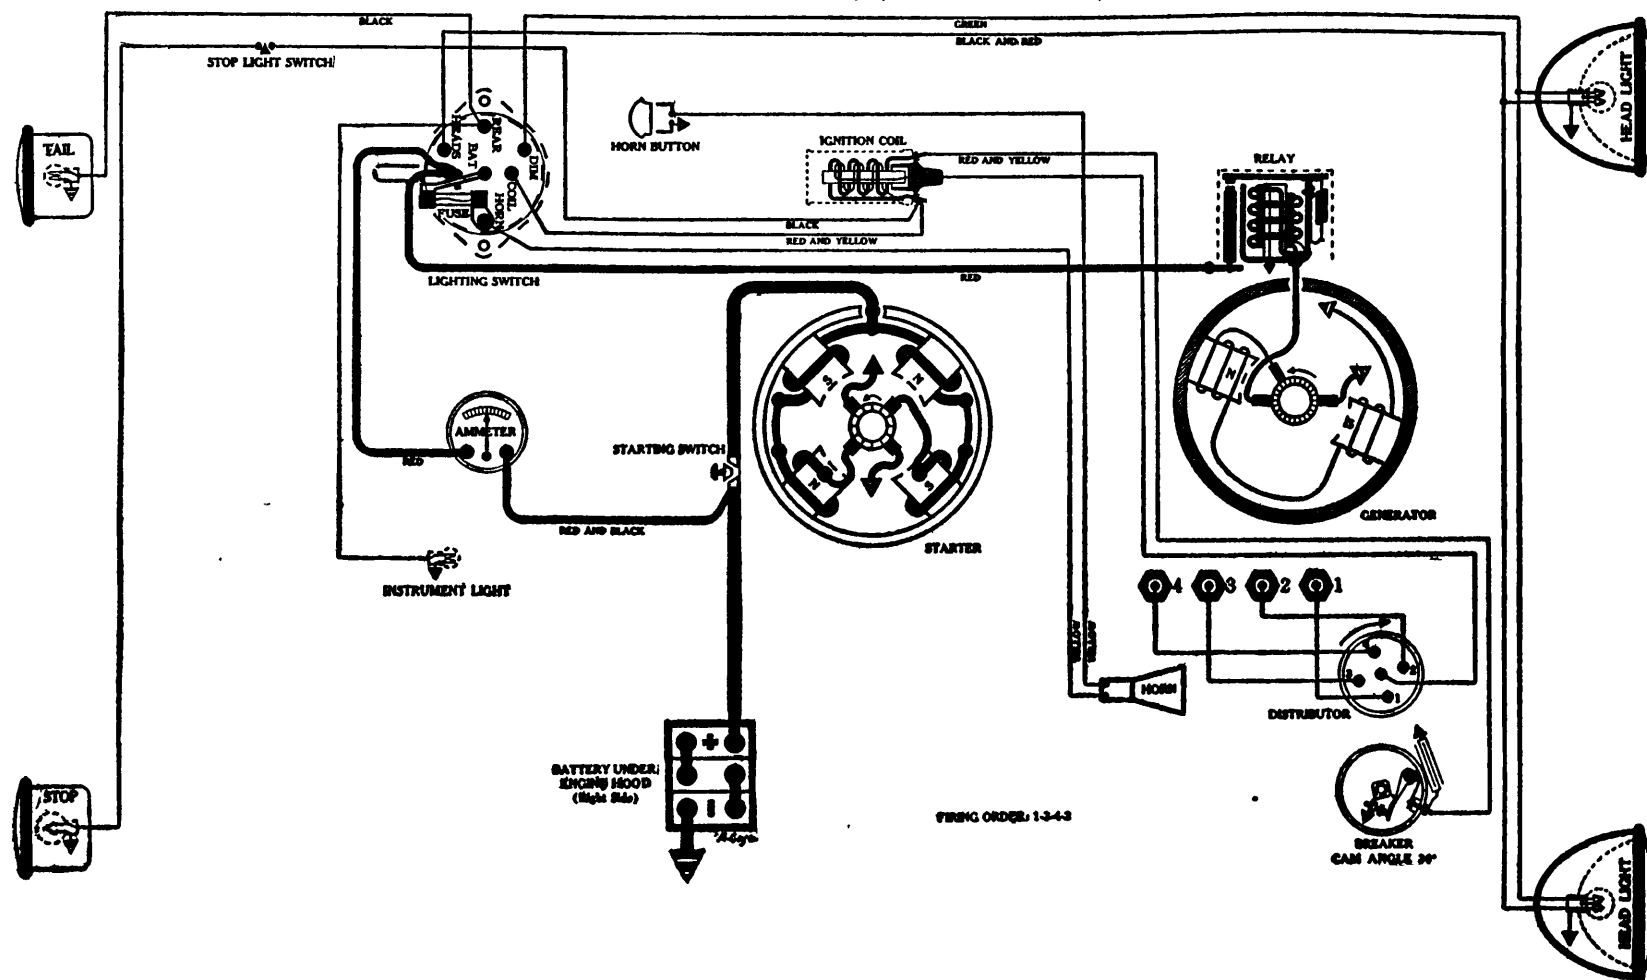 BLACK
GREEN
BLACK AND RED
STOP LIGHT SWITCH
HEAD LIGHT
TAIL
HEADS
REAR
BAT
DIM
COIL
HORN
FUSE
LIGHTING SWITCH
HORN BUTTON
IGNITION COIL
RED AND YELLOW
RELAY
BLACK
RED AND YELLOW
RED
AMMETER
RED
STARTING SWITCH
S
N
N
S
N
STARTER
GENERATOR
RED AND BLACK
INSTRUMENT LIGHT
4 3 2 1
YELLOW
YELLOW
HORN
2
3
1
DISTRIBUTOR
STOP
BATTERY UNDER
ENGINE HOOD
(Right Side)
+
−
FIRING ORDER:
BREAKER
CAM ANGLE
HEAD LIGHT